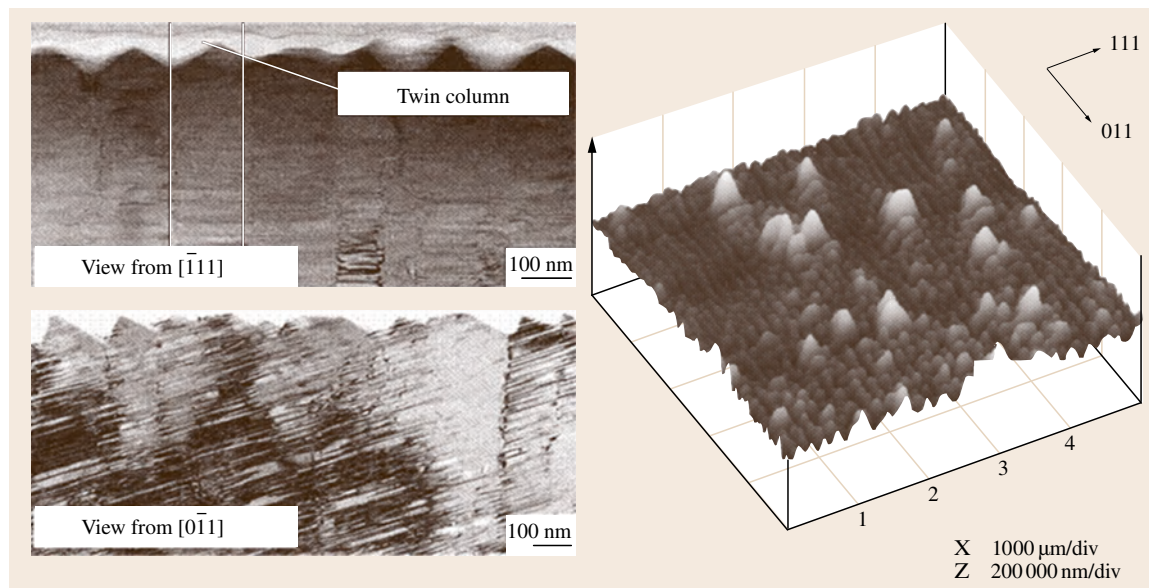 Twin column
View from [1̄11]
100 nm
View from [01̄1]
100 nm
111
011
1
2
3
4
X 1000 µm/div
Z 200 000 nm/div